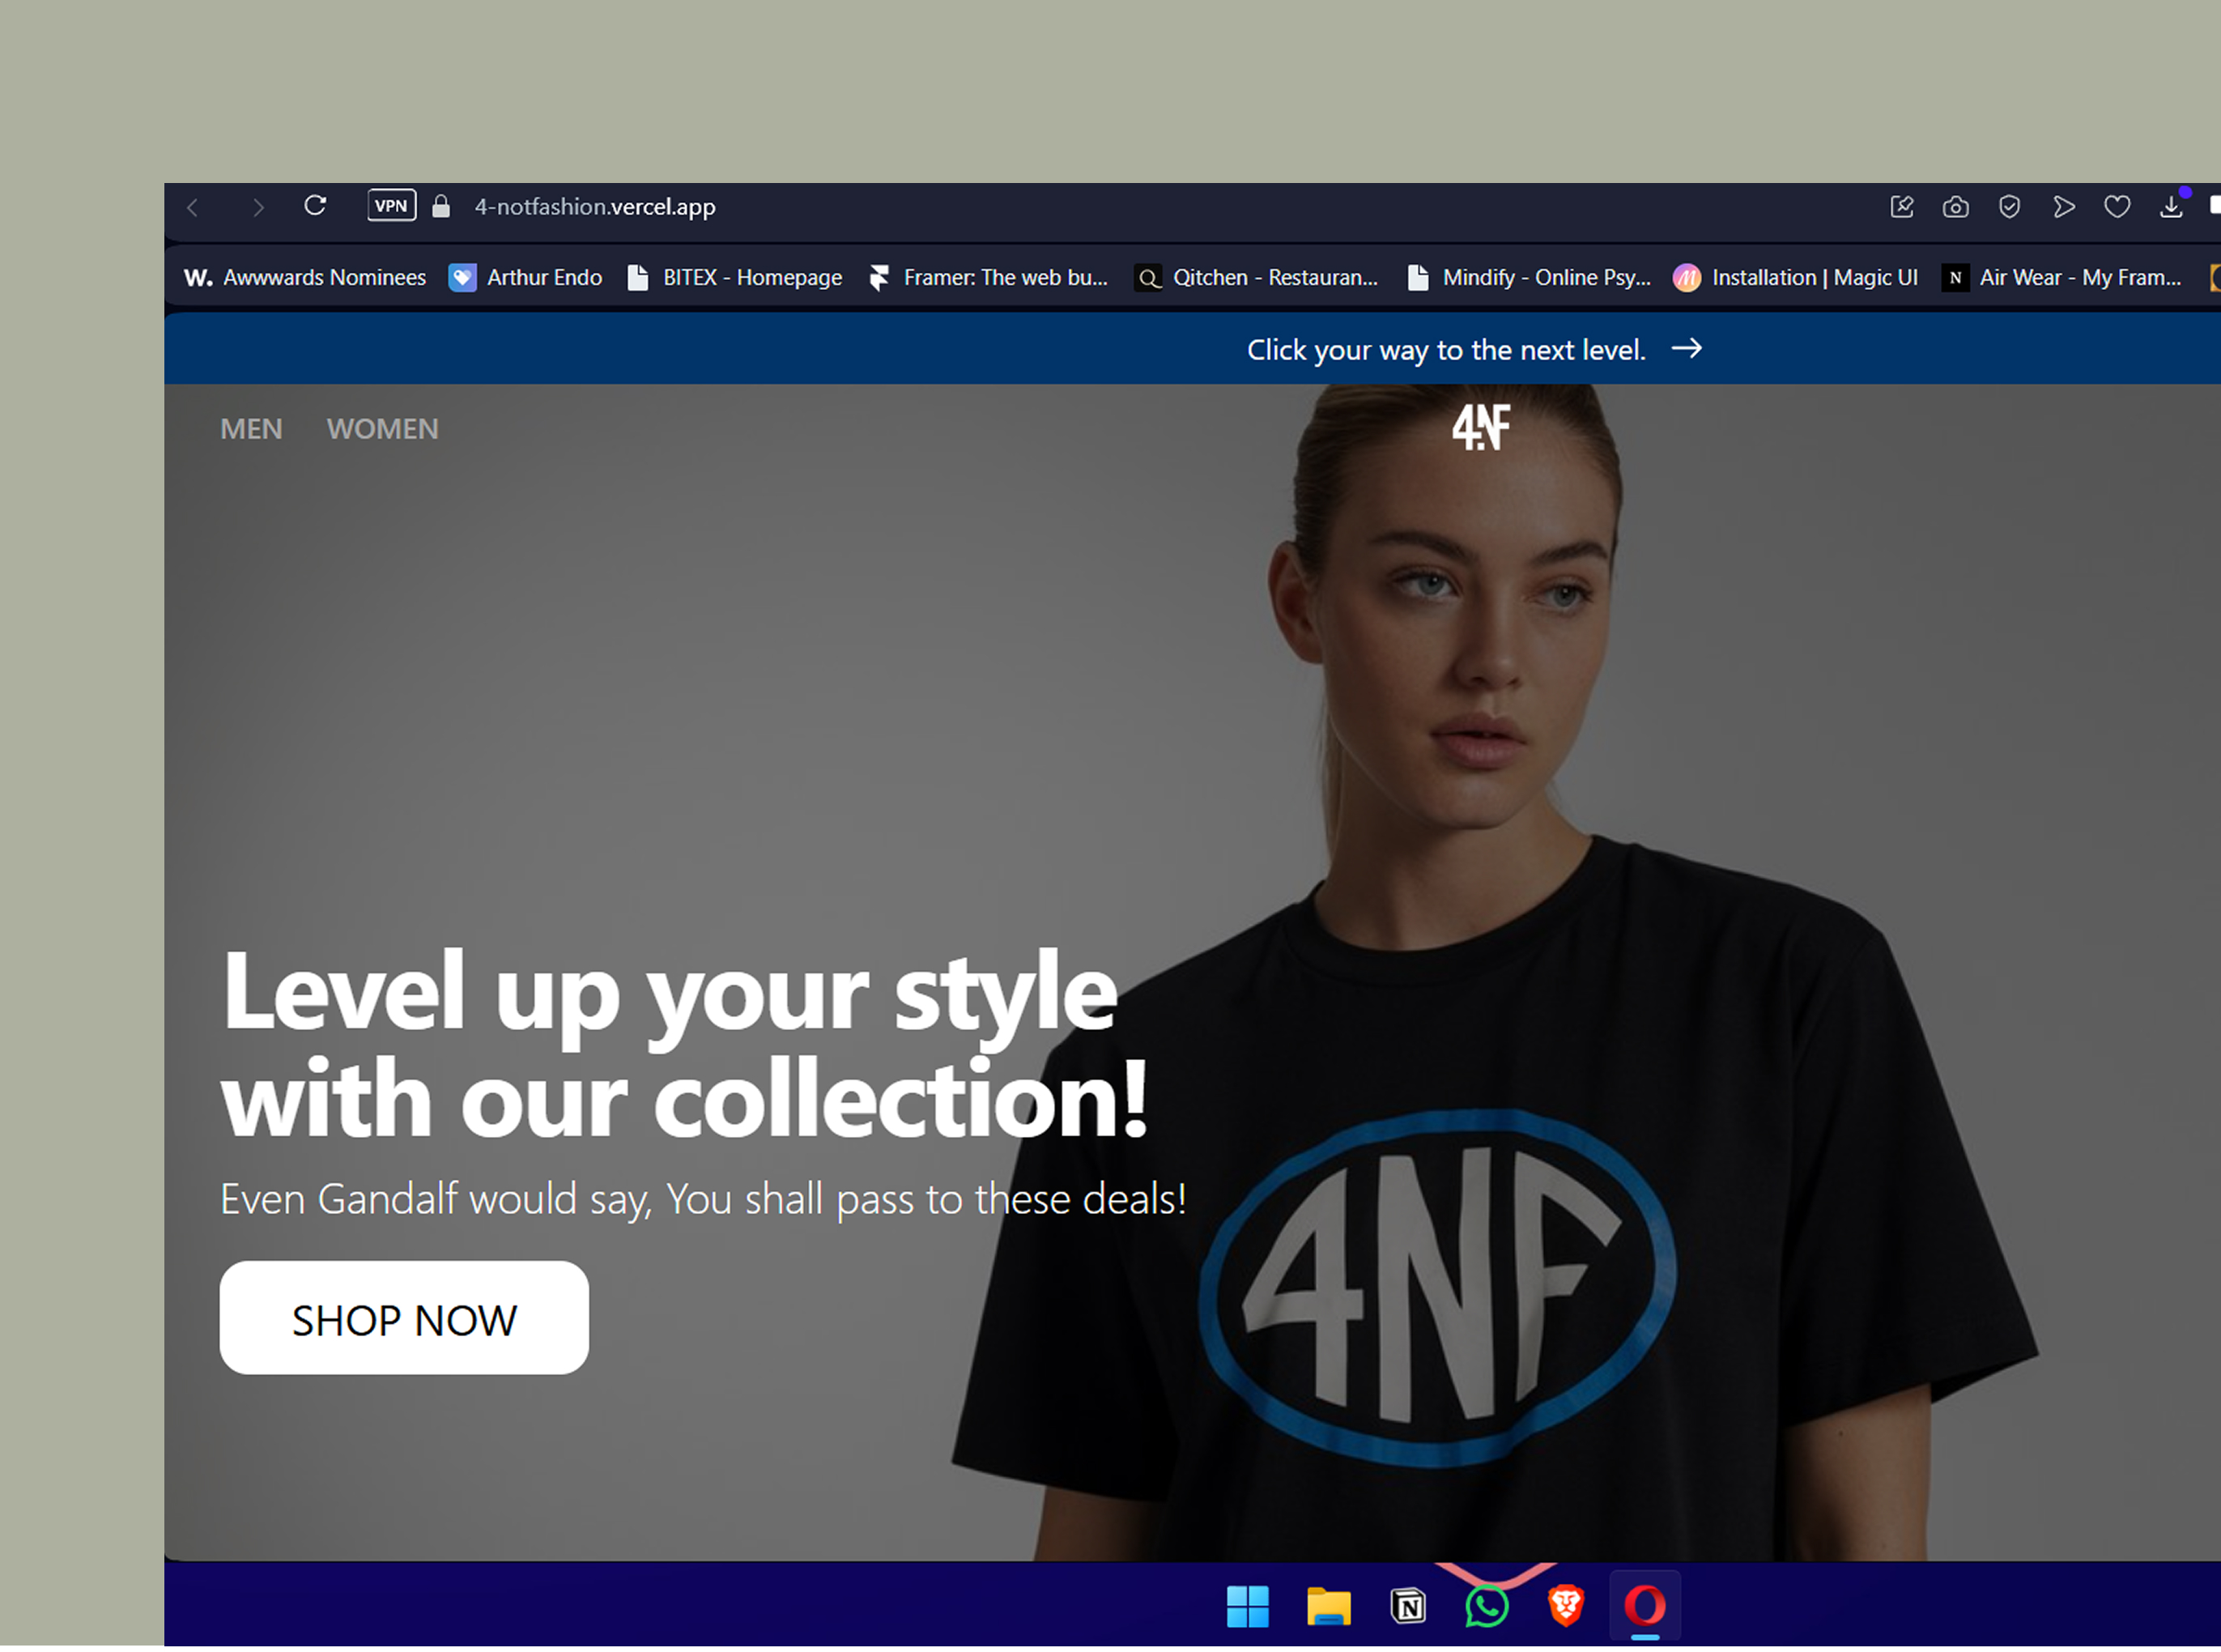 VPN 4-notfashion.vercel.app
W. Awwwards Nominees Arthur Endo BITEX - Homepage Framer: The web bu... Qitchen - Restauran... Mindify - Online Psy... Installation | Magic UI N Air Wear - My Fram...
Click your way to the next level. →
MEN WOMEN
4NF
Level up your style
with our collection!
Even Gandalf would say, You shall pass to these deals!
SHOP NOW
4NF